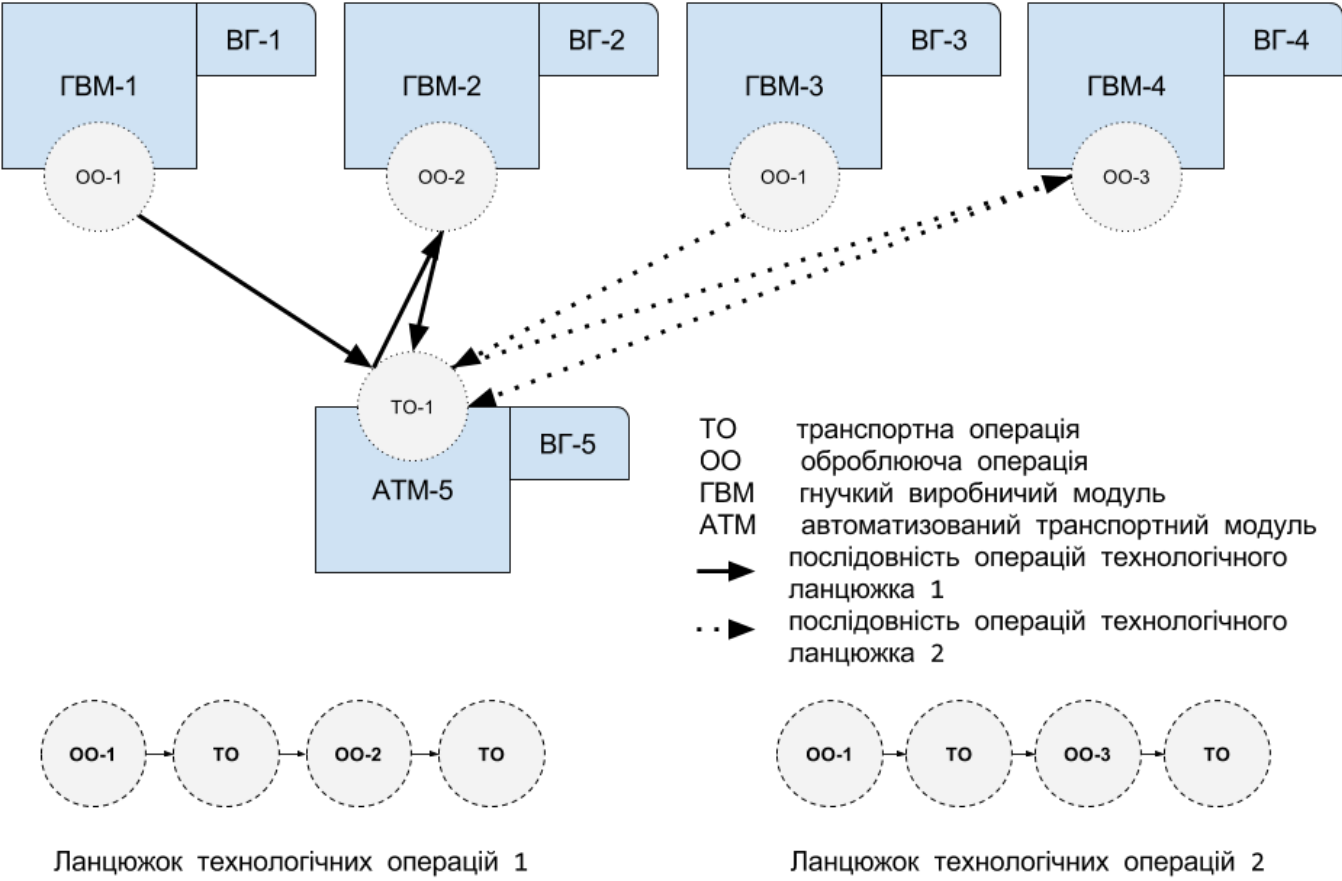 ВГ-1
ВГ-2
ВГ-3
ВГ-4
ГВМ-1
ГВМ-2
ГВМ-3
ГВМ-4
ОО-1
ОО-2
ОО-1
ОО-3
ТО-1
ВГ-5
АТМ-5
ТО транспортна операція
ОО оброблююча операція
ГВМ гнучкий виробничий модуль
АТМ автоматизований транспортний модуль
послідовність операцій технологічного
ланцюжка 1
послідовність операцій технологічного
ланцюжка 2
ОО-1
ТО
ОО-2
ТО
ОО-1
ТО
ОО-3
ТО
Ланцюжок технологічних операцій 1
Ланцюжок технологічних операцій 2